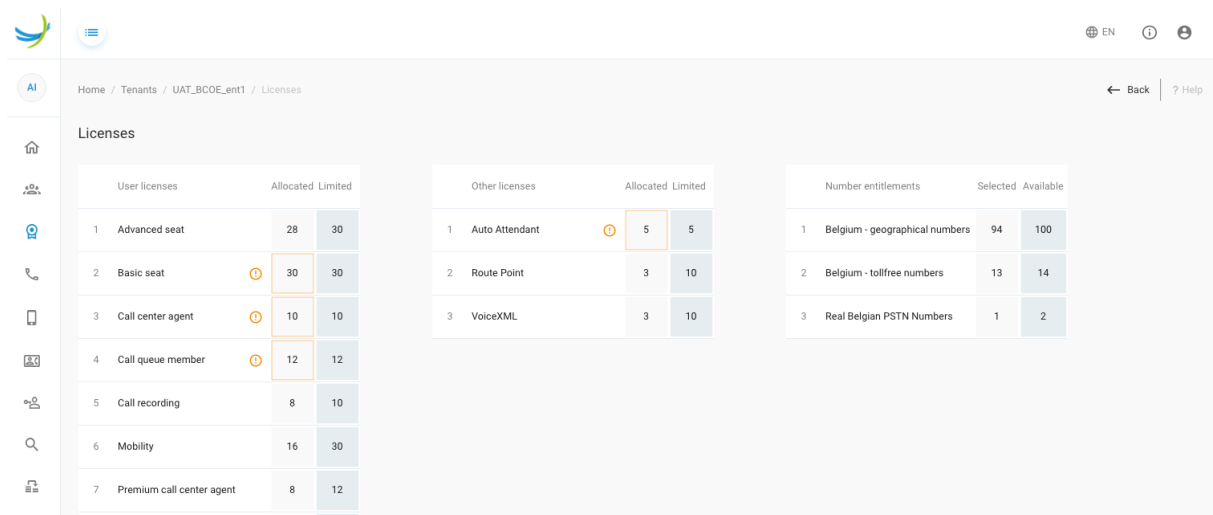 EN
AI
Home / Tenants / UAT_BCOE_ent1 / Licenses
Back
? Help
Licenses
User licenses Allocated Limited
1 Advanced seat 28 30
2 Basic seat 30 30
3 Call center agent 10 10
4 Call queue member 12 12
5 Call recording 8 10
6 Mobility 16 30
7 Premium call center agent 8 12
Other licenses Allocated Limited
1 Auto Attendant 5 5
2 Route Point 3 10
3 VoiceXML 3 10
Number entitlements Selected Available
1 Belgium - geographical numbers 94 100
2 Belgium - tollfree numbers 13 14
3 Real Belgian PSTN Numbers 1 2